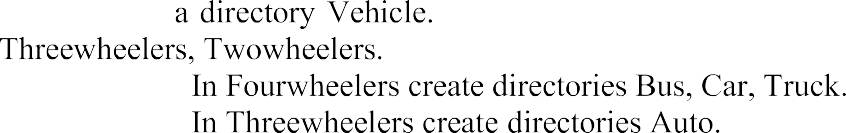 a directory Vehicle.
Threewheelers, Twowheelers.
In Fourwheelers create directories Bus, Car, Truck.
In Threewheelers create directories Auto.